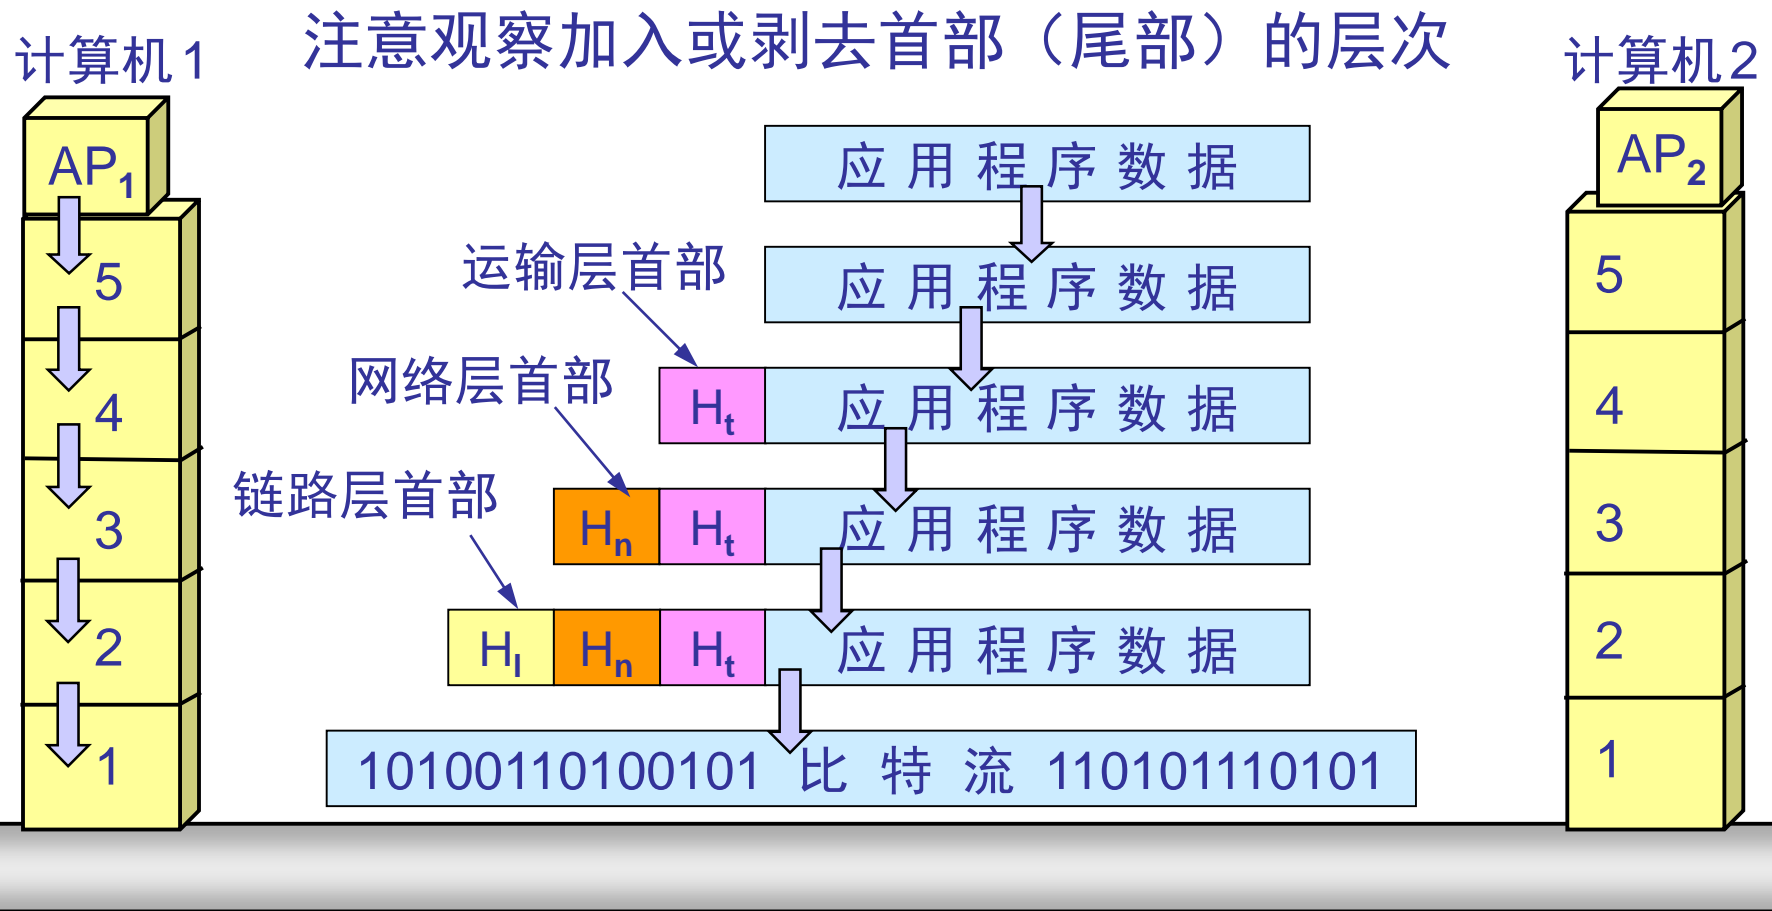 注意观察加入或剥去首部（尾部）的层次
计算机 1
计算机 2
AP1
AP2
应 用 程 序 数 据
5
运输层首部
应 用 程 序 数 据
5
4
网络层首部
Ht 应 用 程 序 数 据
4
3
链路层首部
Hn Ht 应 用 程 序 数 据
3
2
Hl Hn Ht 应 用 程 序 数 据
2
1
10100110100101 比 特 流 110101110101
1